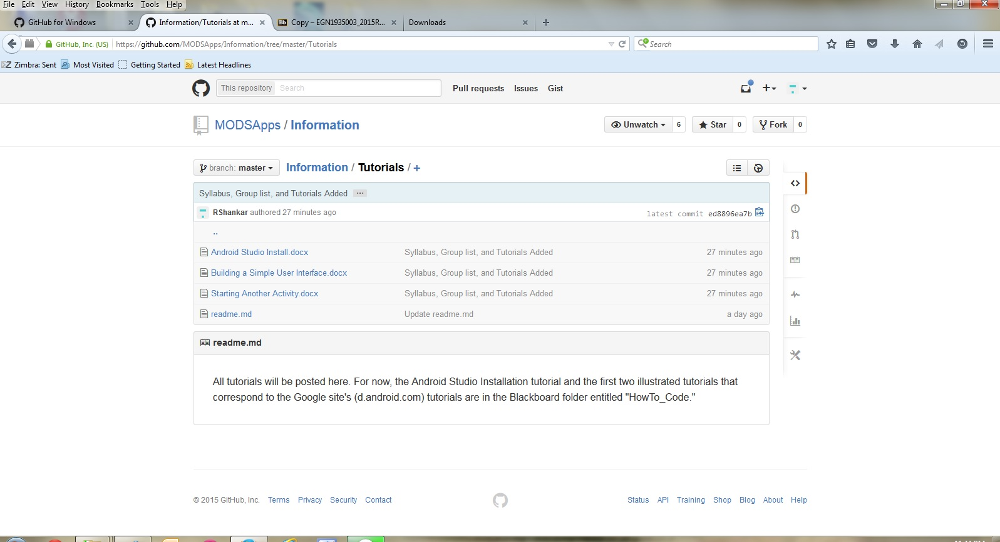 File Edit View History Bookmarks Tools Help
GitHub for Windows × Information/Tutorials at m... × Bb Copy – EGN1935003_2015R... × Downloads × +
GitHub, Inc. (US) https://github.com/MODSApps/Information/tree/master/Tutorials Search
Zimbra: Sent Most Visited Getting Started Latest Headlines
This repository Search Pull requests Issues Gist
MODSApps / Information Unwatch 6 Star 0 Fork 0
branch: master Information / Tutorials / +
Syllabus, Group list, and Tutorials Added ...
RShankar authored 27 minutes ago latest commit ed8896ea7b
..
Android Studio Install.docx Syllabus, Group list, and Tutorials Added 27 minutes ago
Building a Simple User Interface.docx Syllabus, Group list, and Tutorials Added 27 minutes ago
Starting Another Activity.docx Syllabus, Group list, and Tutorials Added 27 minutes ago
readme.md Update readme.md a day ago
readme.md
All tutorials will be posted here. For now, the Android Studio Installation tutorial and the first two illustrated tutorials that
correspond to the Google site's (d.android.com) tutorials are in the Blackboard folder entitled "HowTo_Code."
© 2015 GitHub, Inc. Terms Privacy Security Contact Status API Training Shop Blog About Help